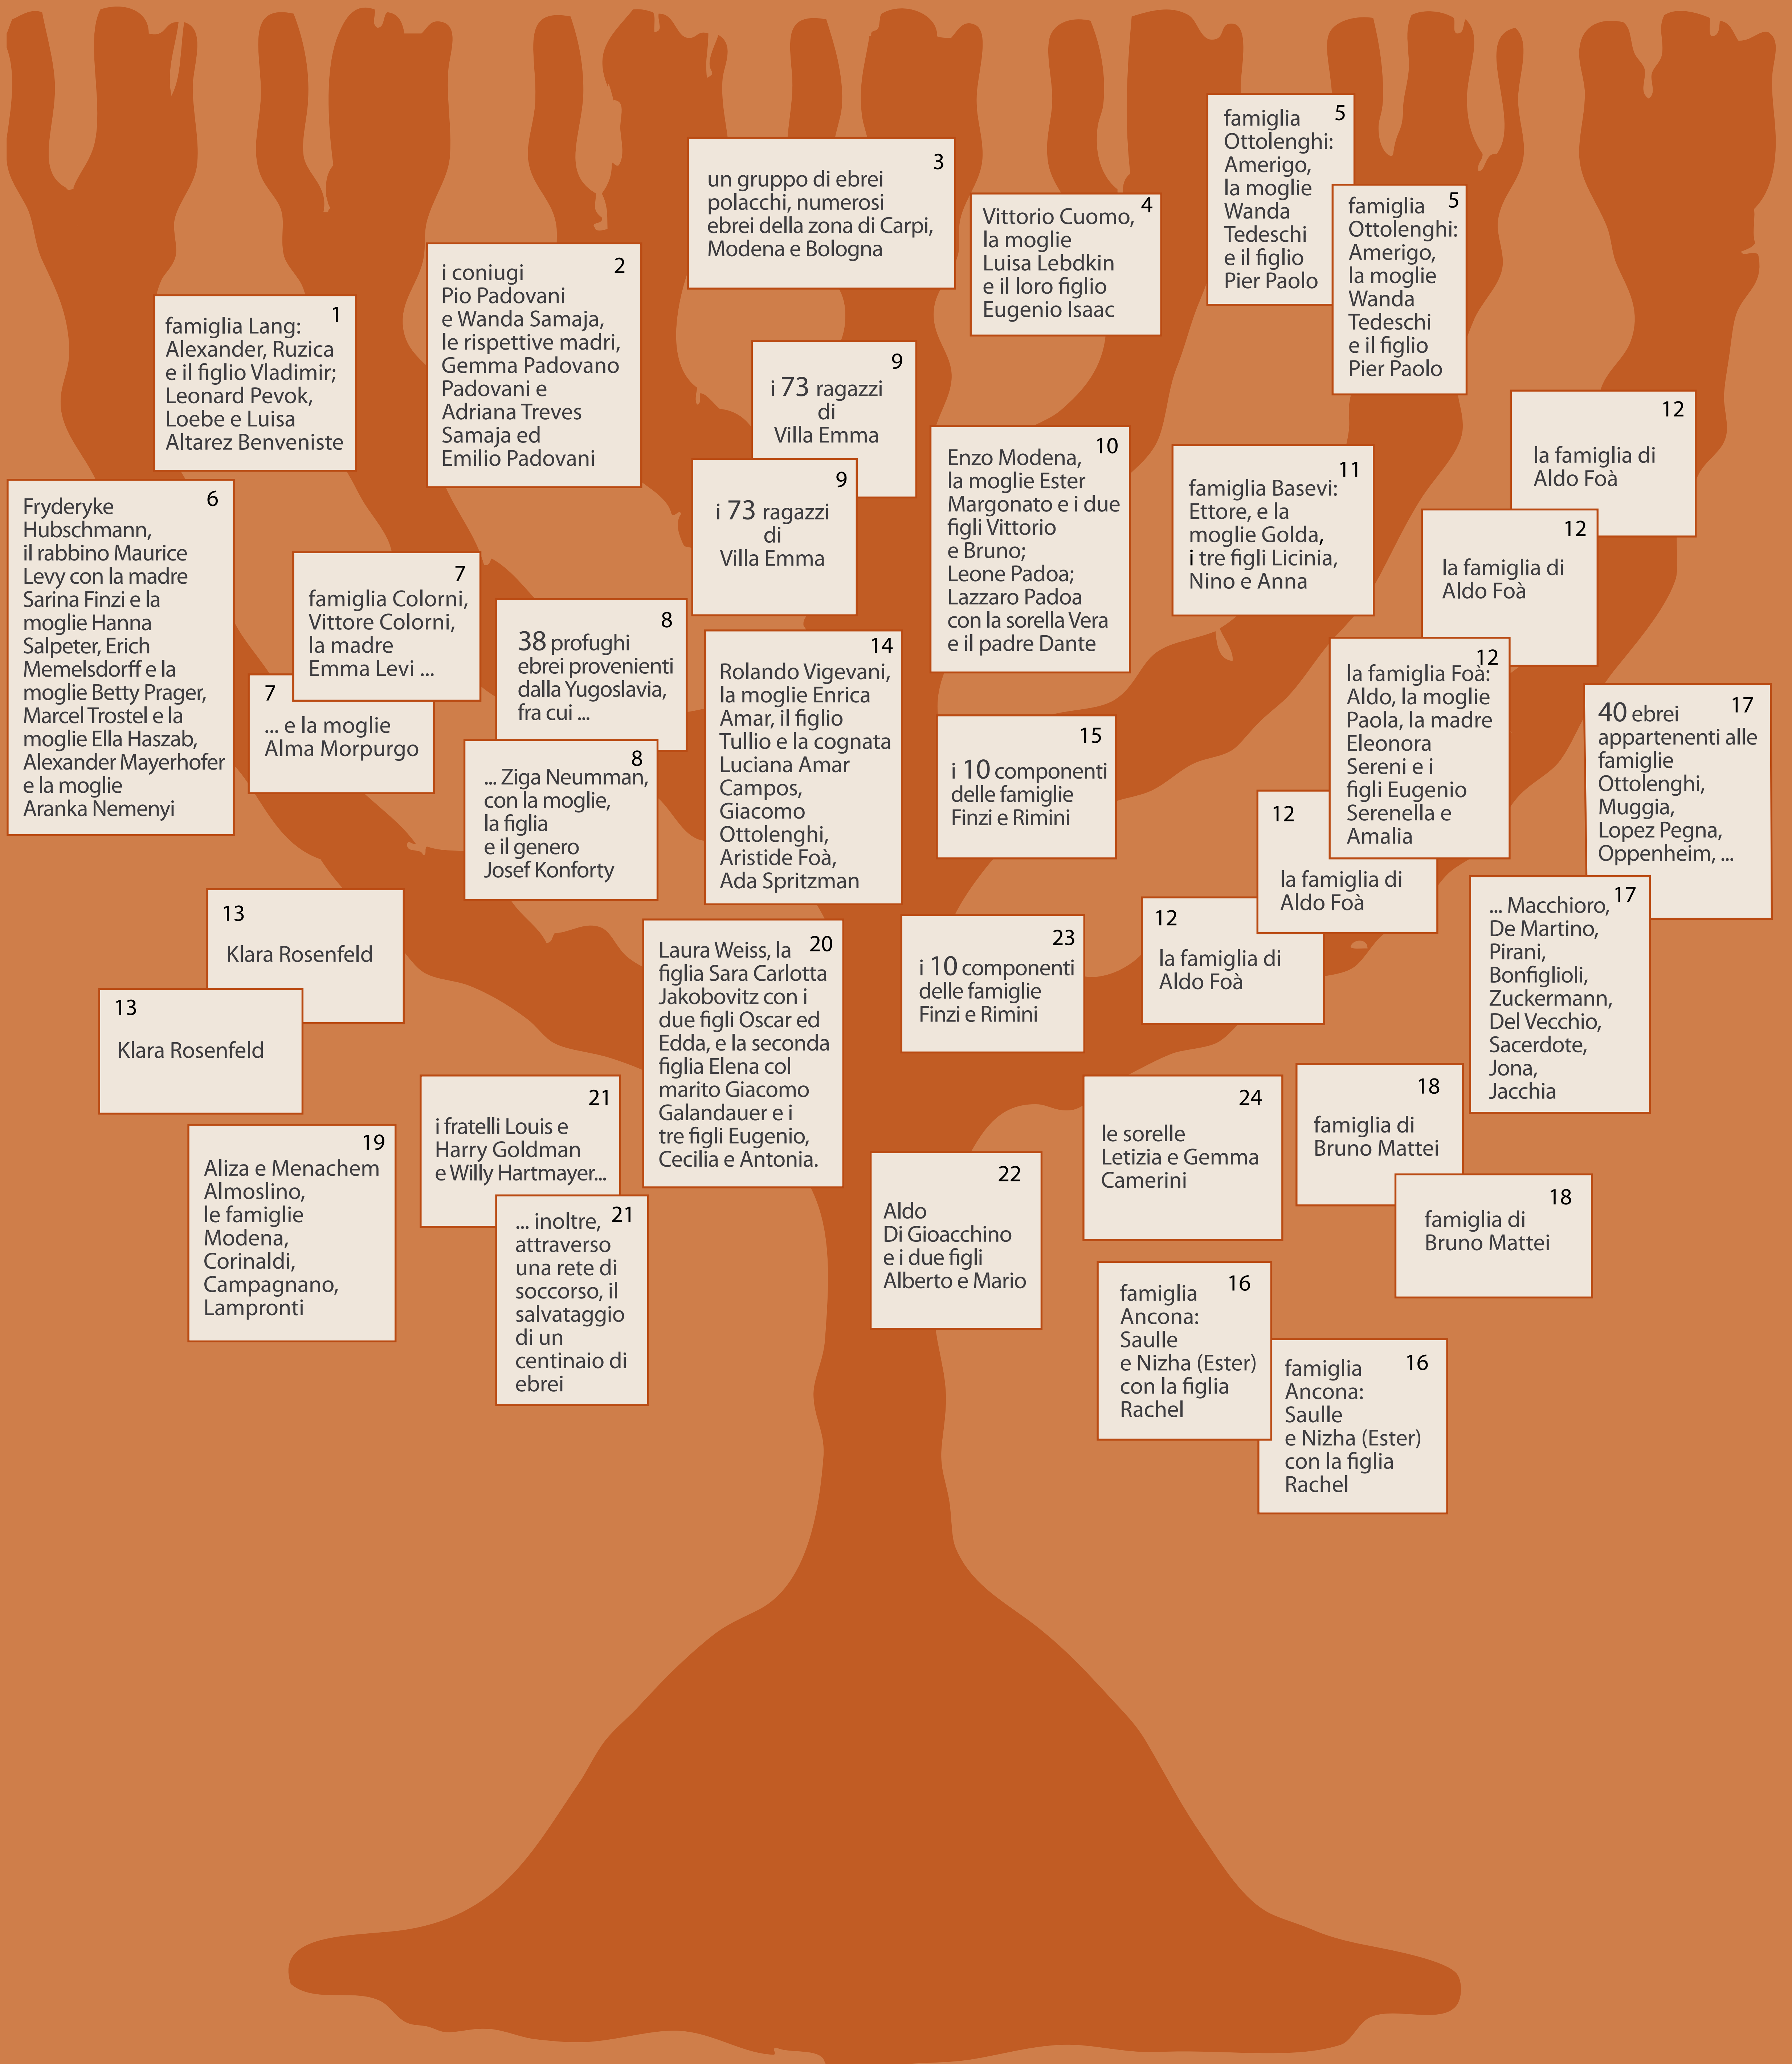 1
famiglia Lang:
Alexander, Ruzica
e il figlio Vladimir;
Leonard Pevok,
Loebe e Luisa
Altarez Benveniste
2
i coniugi
Pio Padovani
e Wanda Samaja,
le rispettive madri,
Gemma Padovano
Padovani e
Adriana Treves
Samaja ed
Emilio Padovani
3
un gruppo di ebrei
polacchi, numerosi
ebrei della zona di Carpi,
Modena e Bologna
4
Vittorio Cuomo,
la moglie
Luisa Lebdkin
e il loro figlio
Eugenio Isaac
5
famiglia
Ottolenghi:
Amerigo,
la moglie
Wanda
Tedeschi
e il figlio
Pier Paolo
5
famiglia
Ottolenghi:
Amerigo,
la moglie
Wanda
Tedeschi
e il figlio
Pier Paolo
6
Fryderyke
Hubschmann,
il rabbino Maurice
Levy con la madre
Sarina Finzi e la
moglie Hanna
Salpeter, Erich
Memelsdorff e la
moglie Betty Prager,
Marcel Trostel e la
moglie Ella Haszab,
Alexander Mayerhofer
e la moglie
Aranka Nemenyi
7
famiglia Colorni,
Vittore Colorni,
la madre
Emma Levi ...
7
... e la moglie
Alma Morpurgo
8
38 profughi
ebrei provenienti
dalla Yugoslavia,
fra cui ...
8
... Ziga Neumman,
con la moglie,
la figlia
e il genero
Josef Konforty
9
i 73 ragazzi
di
Villa Emma
9
i 73 ragazzi
di
Villa Emma
10
Enzo Modena,
la moglie Ester
Margonato e i due
figli Vittorio
e Bruno;
Leone Padoa;
Lazzaro Padoa
con la sorella Vera
e il padre Dante
11
famiglia Basevi:
Ettore, e la
moglie Golda,
i tre figli Licinia,
Nino e Anna
12
la famiglia di
Aldo Foà
12
la famiglia di
Aldo Foà
12
la famiglia Foà:
Aldo, la moglie
Paola, la madre
Eleonora
Sereni e i
figli Eugenio
Serenella e
Amalia
12
la famiglia di
Aldo Foà
12
la famiglia di
Aldo Foà
13
Klara Rosenfeld
13
Klara Rosenfeld
14
Rolando Vigevani,
la moglie Enrica
Amar, il figlio
Tullio e la cognata
Luciana Amar
Campos,
Giacomo
Ottolenghi,
Aristide Foà,
Ada Spritzman
15
i 10 componenti
delle famiglie
Finzi e Rimini
17
40 ebrei
appartenenti alle
famiglie
Ottolenghi,
Muggia,
Lopez Pegna,
Oppenheim, ...
17
... Macchioro,
De Martino,
Pirani,
Bonfiglioli,
Zuckermann,
Del Vecchio,
Sacerdote,
Jona,
Jacchia
20
Laura Weiss, la
figlia Sara Carlotta
Jakobovitz con i
due figli Oscar ed
Edda, e la seconda
figlia Elena col
marito Giacomo
Galandauer e i
tre figli Eugenio,
Cecilia e Antonia.
23
i 10 componenti
delle famiglie
Finzi e Rimini
19
Aliza e Menachem
Almoslino,
le famiglie
Modena,
Corinaldi,
Campagnano,
Lampronti
21
i fratelli Louis e
Harry Goldman
e Willy Hartmayer...
21
... inoltre,
attraverso
una rete di
soccorso, il
salvataggio
di un
centinaio di
ebrei
22
Aldo
Di Gioacchino
e i due figli
Alberto e Mario
24
le sorelle
Letizia e Gemma
Camerini
18
famiglia di
Bruno Mattei
18
famiglia di
Bruno Mattei
16
famiglia
Ancona:
Saulle
e Nizha (Ester)
con la figlia
Rachel
16
famiglia
Ancona:
Saulle
e Nizha (Ester)
con la figlia
Rachel